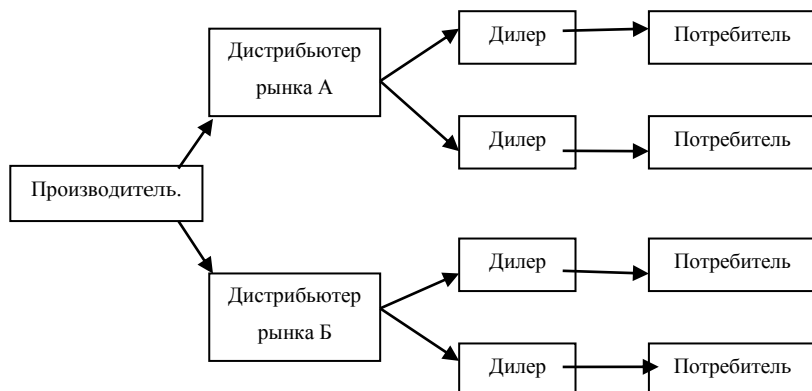 Дилер
Потребитель
Дистрибьютер
рынка А
Дилер
Потребитель
Производитель.
Дилер
Потребитель
Дистрибьютер
рынка Б
Дилер
Потребитель